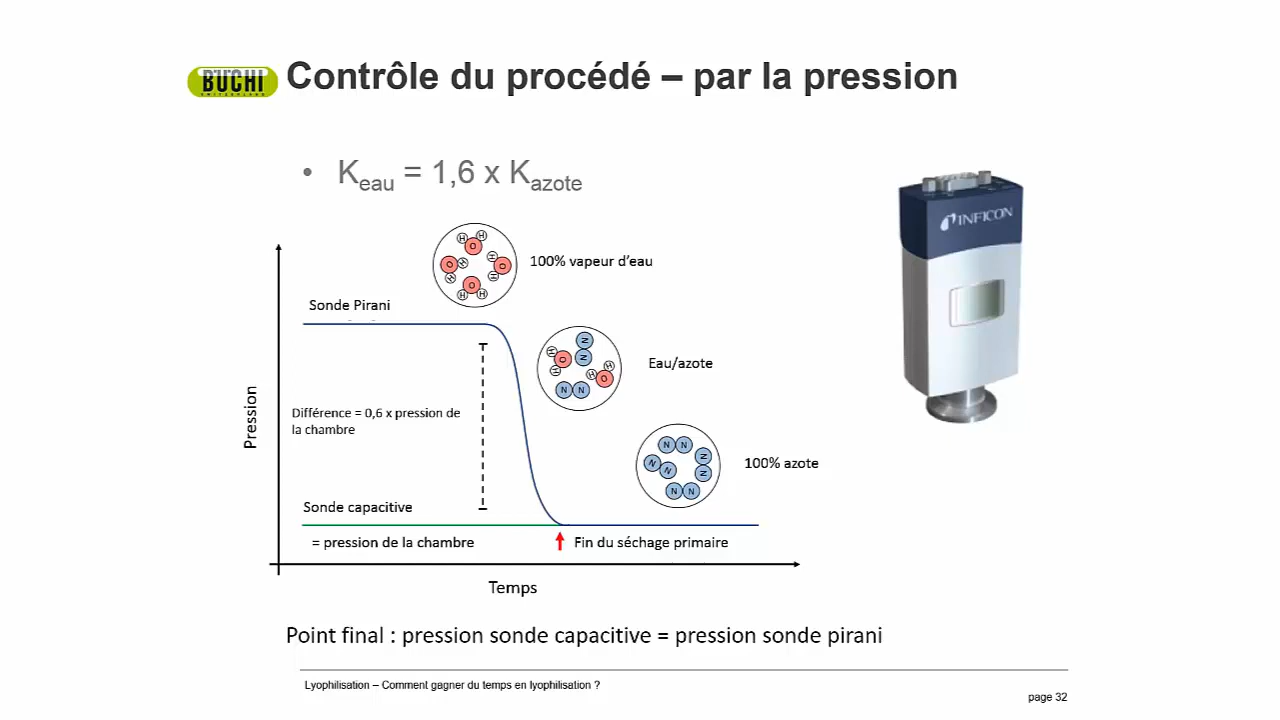 BÜCHI
SWITZERLAND
Contrôle du procédé – par la pression
• Keau = 1,6 x Kazote
INFICON
H H O O H H O H H O O H H
100% vapeur d’eau
Sonde Pirani
H O H N N H H O N N
Eau/azote
Pression
Différence = 0,6 x pression de
la chambre
N N N N N N N N
100% azote
Sonde capacitive
= pression de la chambre
Fin du séchage primaire
Temps
Point final : pression sonde capacitive = pression sonde pirani
Lyophilisation – Comment gagner du temps en lyophilisation ?
page 32